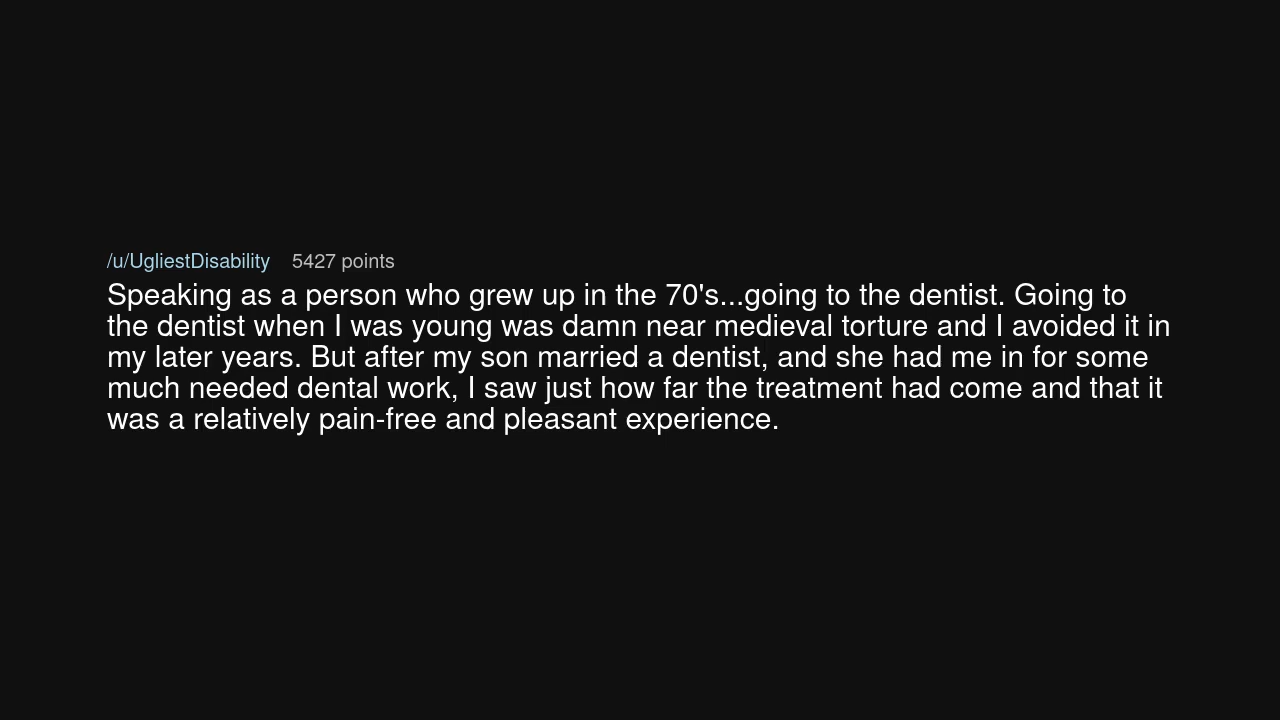 /u/UgliestDisability 5427 points
Speaking as a person who grew up in the 70's...going to the dentist. Going to
the dentist when I was young was damn near medieval torture and I avoided it in
my later years. But after my son married a dentist, and she had me in for some
much needed dental work, I saw just how far the treatment had come and that it
was a relatively pain-free and pleasant experience.